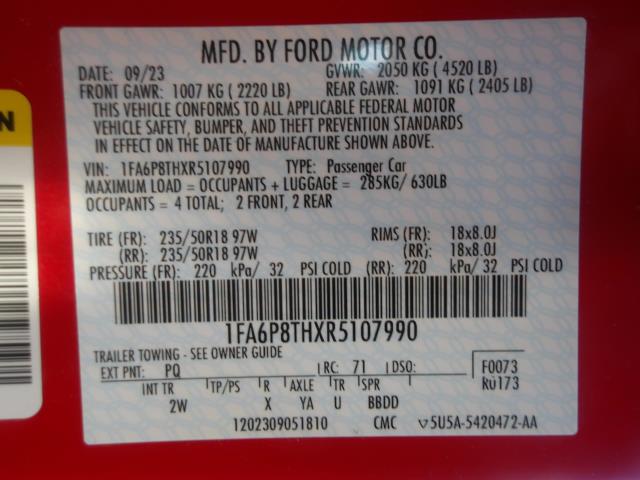 MFD. BY FORD MOTOR CO.
DATE: 09/23 GVWR: 2050 KG ( 4520 LB)
FRONT GAWR: 1007 KG ( 2220 LB) REAR GAWR: 1091 KG ( 2405 LB)
THIS VEHICLE CONFORMS TO ALL APPLICABLE FEDERAL MOTOR
VEHICLE SAFETY, BUMPER, AND THEFT PREVENTION STANDARDS
IN EFFECT ON THE DATE OF MANUFACTURE SHOWN ABOVE.
VIN: 1FA6P8THXR5107990 TYPE: Passenger Car
MAXIMUM LOAD = OCCUPANTS + LUGGAGE = 285KG/ 630LB
OCCUPANTS = 4 TOTAL; 2 FRONT, 2 REAR
TIRE (FR): 235/50R18 97W RIMS (FR): 18x8.0J
(RR): 235/50R18 97W (RR): 18x8.0J
PRESSURE (FR): 220 kPa/ 32 PSI COLD (RR): 220 kPa/ 32 PSI COLD
1FA6P8THXR5107990
TRAILER TOWING - SEE OWNER GUIDE
EXT PNT: PQ RC: 71 DSO: F0073
INT TR TP/PS R AXLE TR SPR RU173
2W X YA U BBDD
1202309051810 CMC ▽5U5A-5420472-AA
N